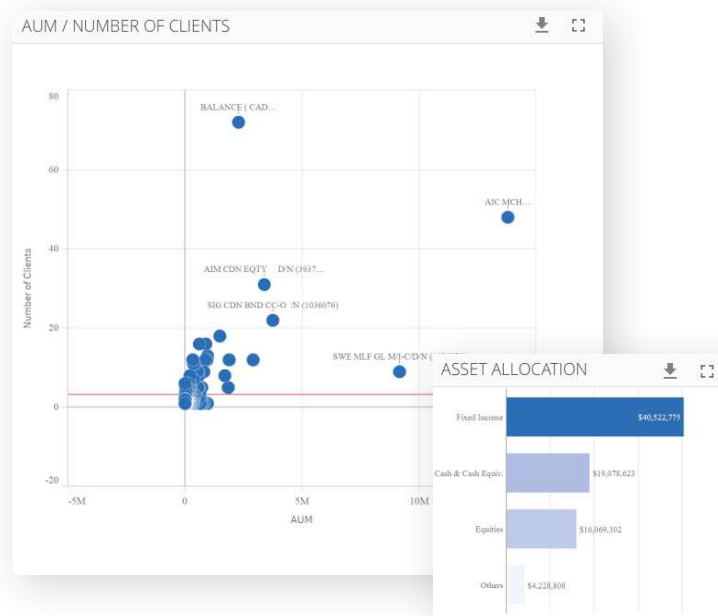 AUM / NUMBER OF CLIENTS
80
BALANCE ( CAD...
60
AIC MCH...
40
AIM CDN EQTY D/N (3937...
SIG CDN BND CC-O /N (1036076)
20
SWE MLF GL M/I-C/D/N (
0
-20
-5M
0
5M
10M
Number of Clients
AUM
ASSET ALLOCATION
Fixed Income
$40,522,775
Cash & Cash Equiv.
$19,078,623
Equities
$16,069,302
Others
$4,228,808